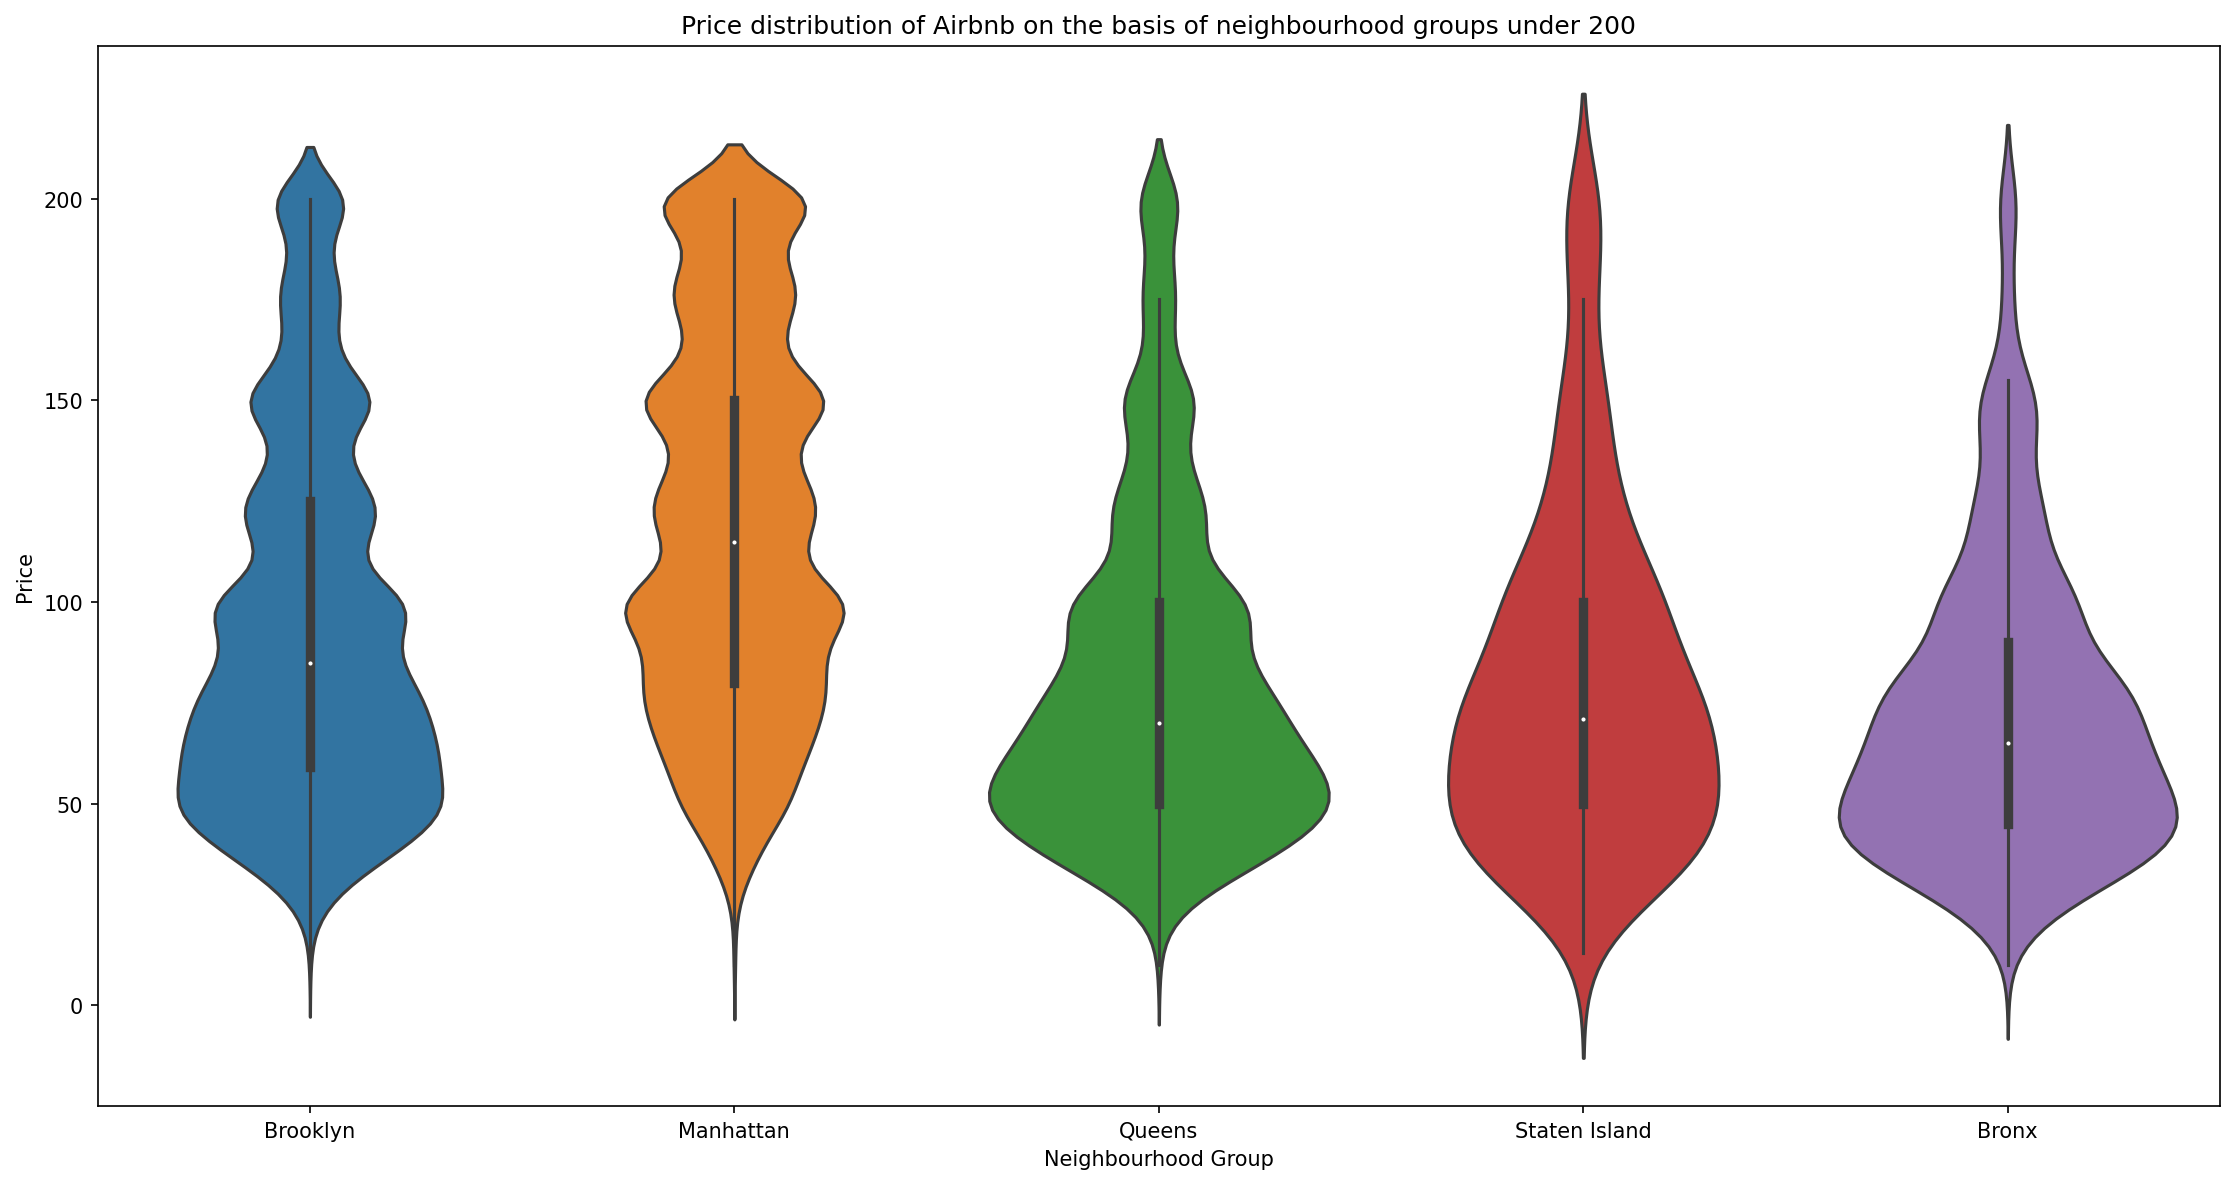 Price distribution of Airbnb on the basis of neighbourhood groups under 200
Price
200
150
100
50
0
Brooklyn Manhattan Queens Staten Island Bronx
Neighbourhood Group